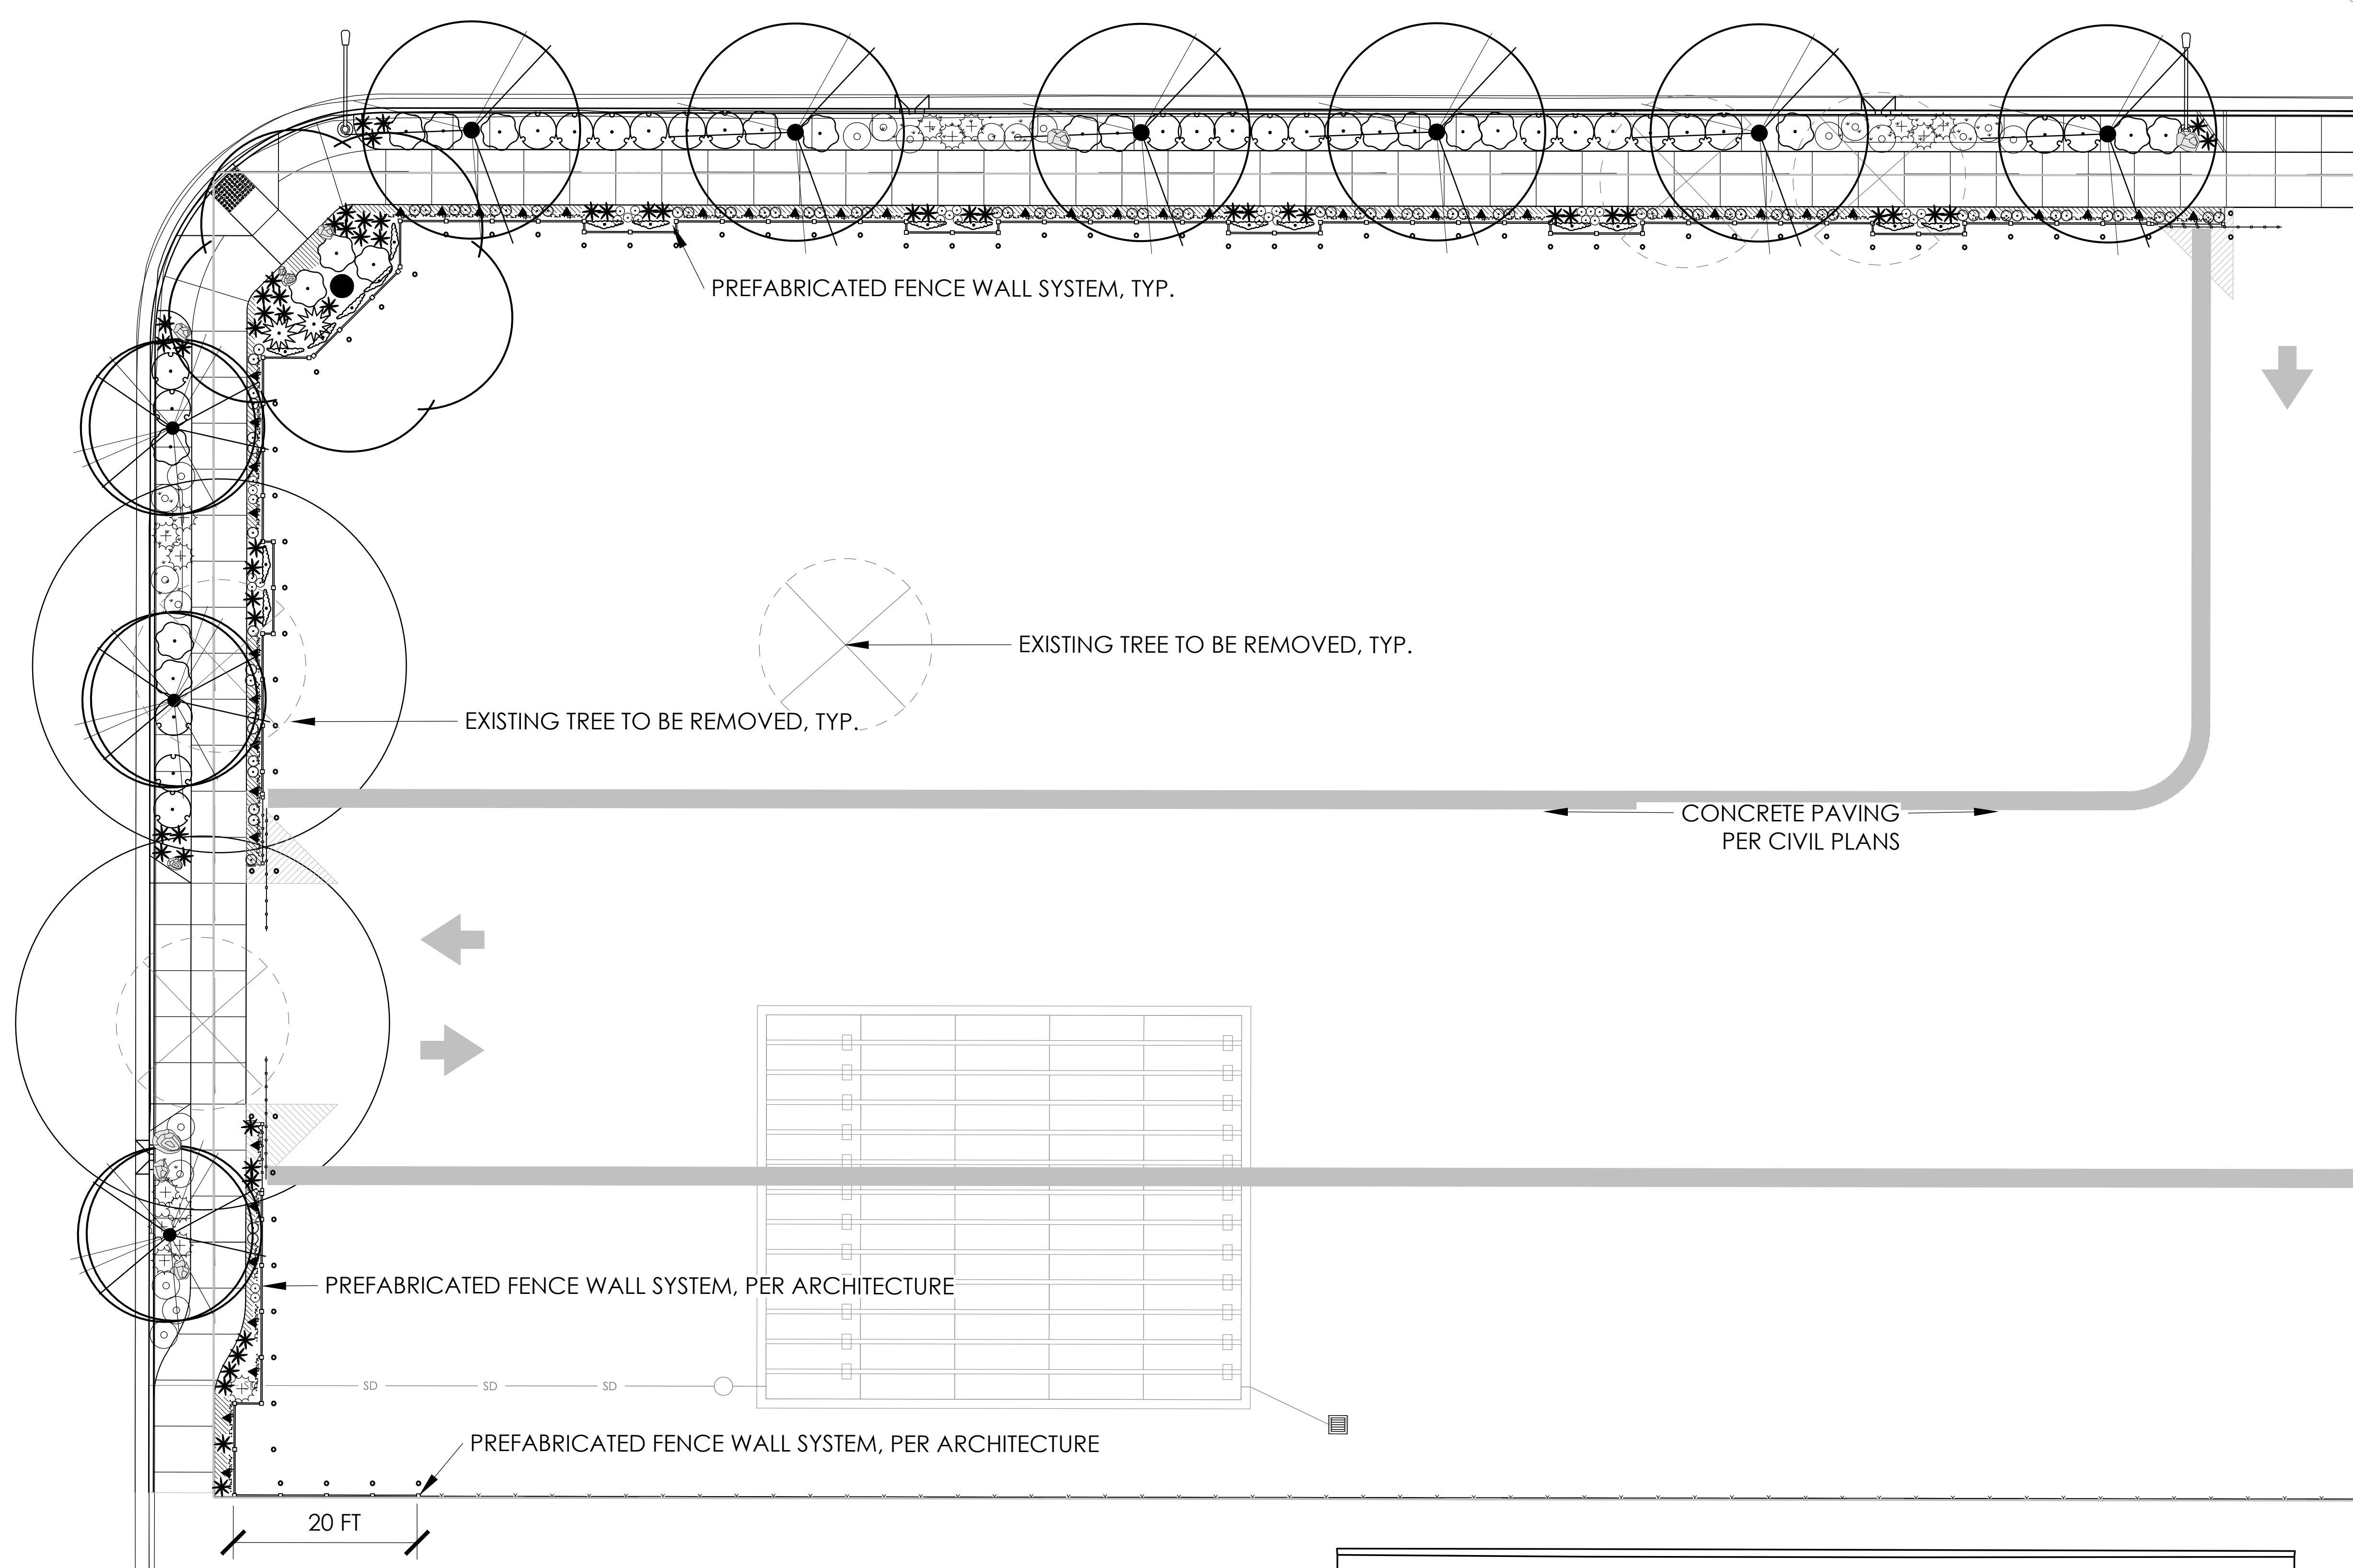 PREFABRICATED FENCE WALL SYSTEM, TYP.
EXISTING TREE TO BE REMOVED, TYP.
EXISTING TREE TO BE REMOVED, TYP.
CONCRETE PAVING
PER CIVIL PLANS
PREFABRICATED FENCE WALL SYSTEM, PER ARCHITECTURE
SD SD SD SD
PREFABRICATED FENCE WALL SYSTEM, PER ARCHITECTURE
20 FT